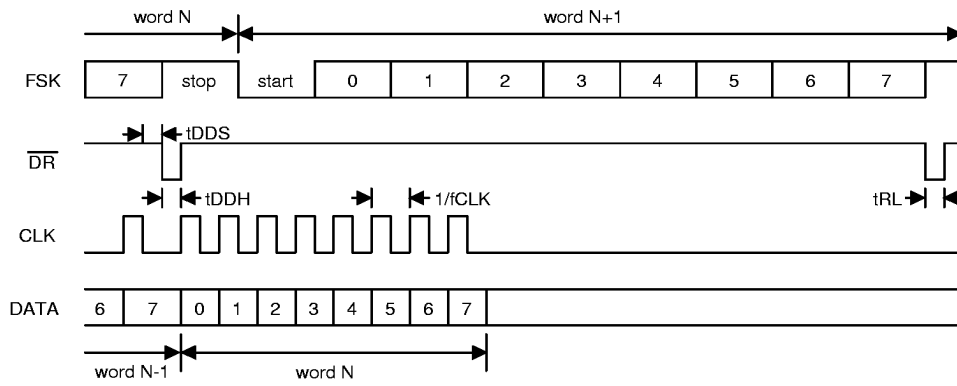 word N word N+1
FSK 7 stop start 0 1 2 3 4 5 6 7
tDDS
DR
tDDH 1/fCLK tRL
CLK
DATA 6 7 0 1 2 3 4 5 6 7
word N-1 word N